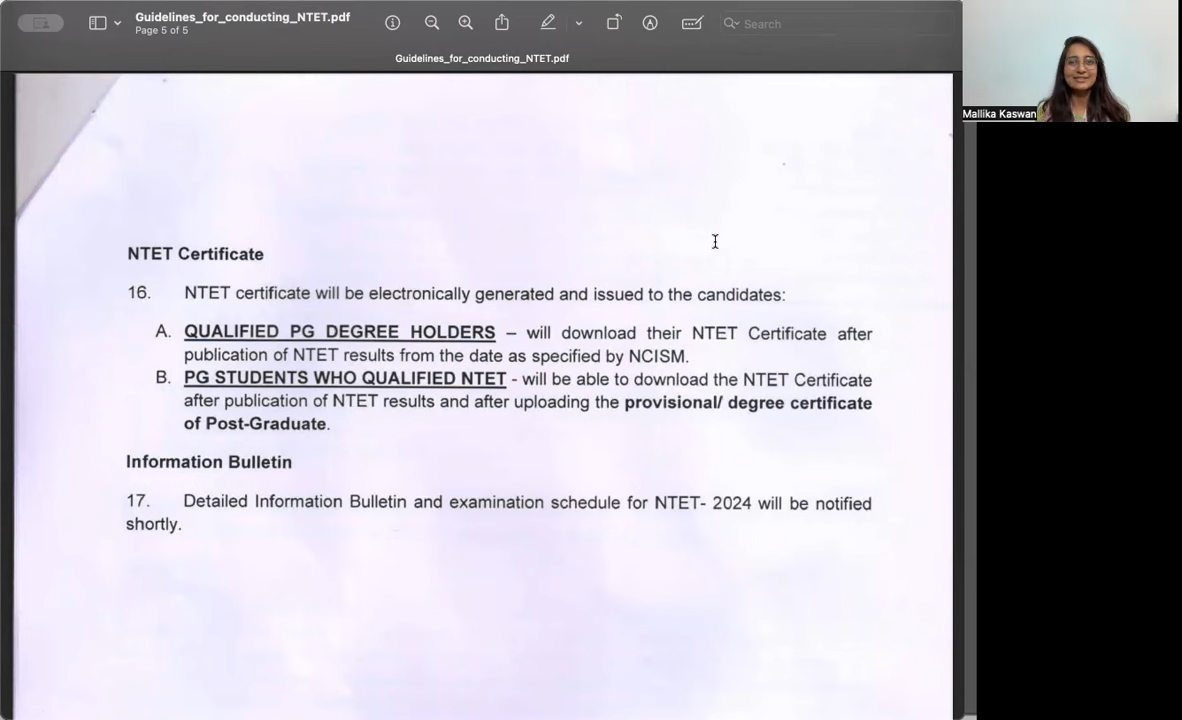 Guidelines_for_conducting_NTET.pdf
Page 5 of 5
Search
Guidelines_for_conducting_NTET.pdf
Mallika Kaswan
NTET Certificate
16. NTET certificate will be electronically generated and issued to the candidates:
A. QUALIFIED PG DEGREE HOLDERS – will download their NTET Certificate after
publication of NTET results from the date as specified by NCISM.
B. PG STUDENTS WHO QUALIFIED NTET - will be able to download the NTET Certificate
after publication of NTET results and after uploading the provisional/ degree certificate
of Post-Graduate.
Information Bulletin
17. Detailed Information Bulletin and examination schedule for NTET- 2024 will be notified
shortly.